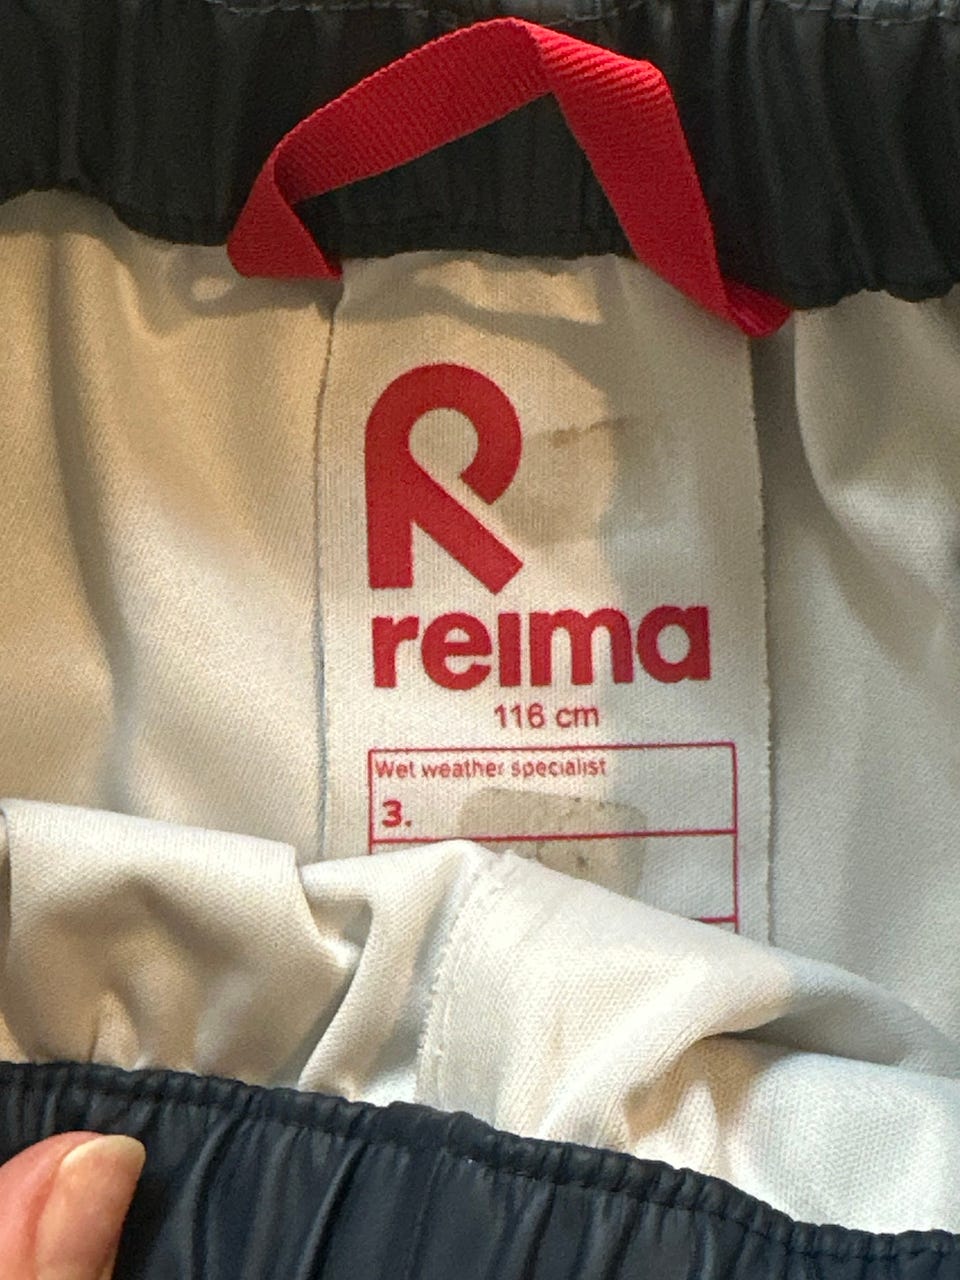 reima
116 cm
Wet weather specialist
3.